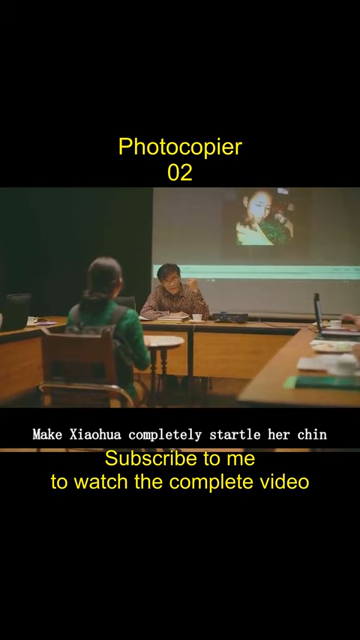 Photocopier
02
Make Xiaohua completely startle her chin
Subscribe to me
to watch the complete video